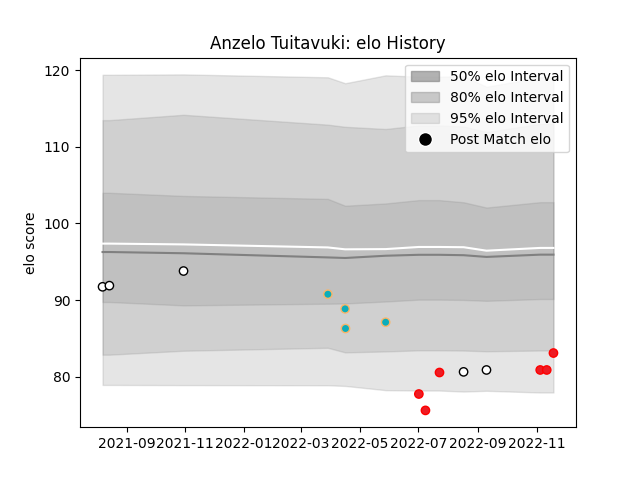 Anzelo Tuitavuki: elo History
120
110
100
90
80
elo score
50% elo Interval
80% elo Interval
95% elo Interval
Post Match elo
2021-09 2021-11 2022-01 2022-03 2022-05 2022-07 2022-09 2022-11